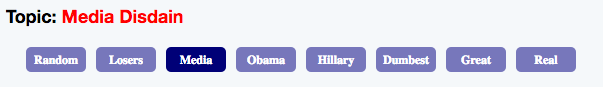 Topic: Media Disdain
Random Losers Media Obama Hillary Dumbest Great Real